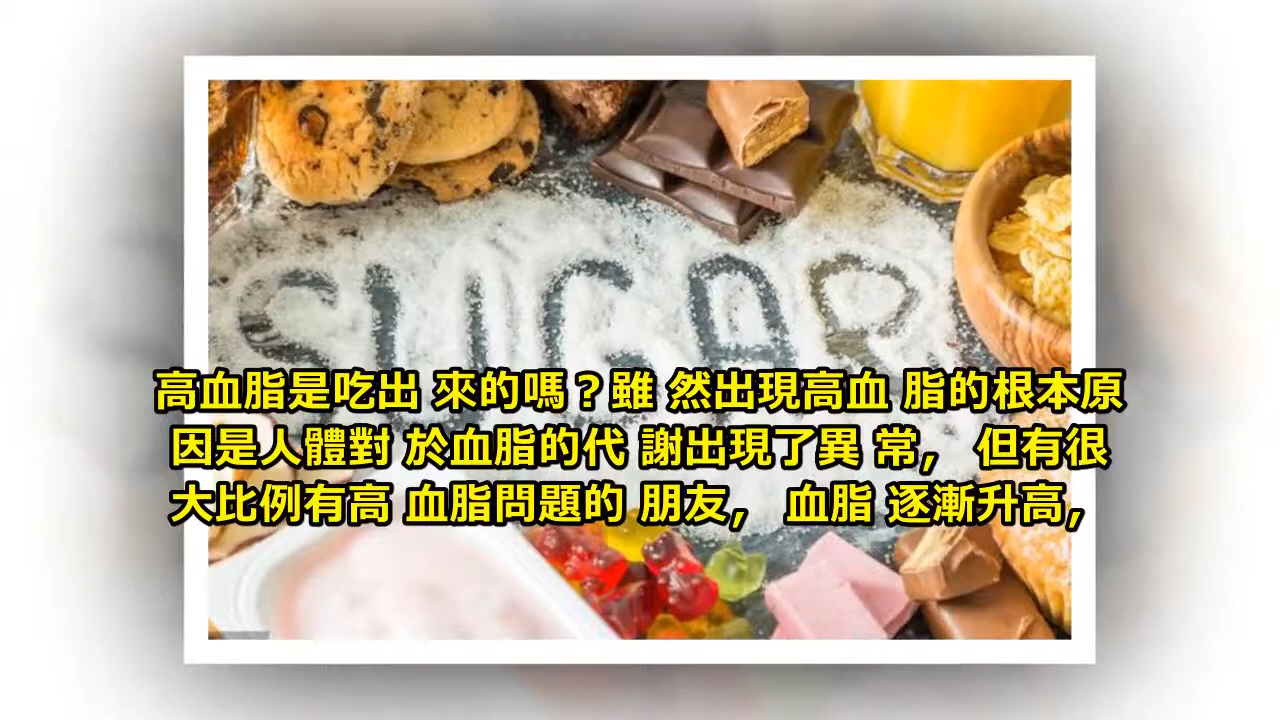 SUGAR
高血脂是吃出 來的嗎？雖 然出現高血 脂的根本原
因是人體對 於血脂的代 謝出現了異 常， 但有很
大比例有高 血脂問題的 朋友， 血脂 逐漸升高，